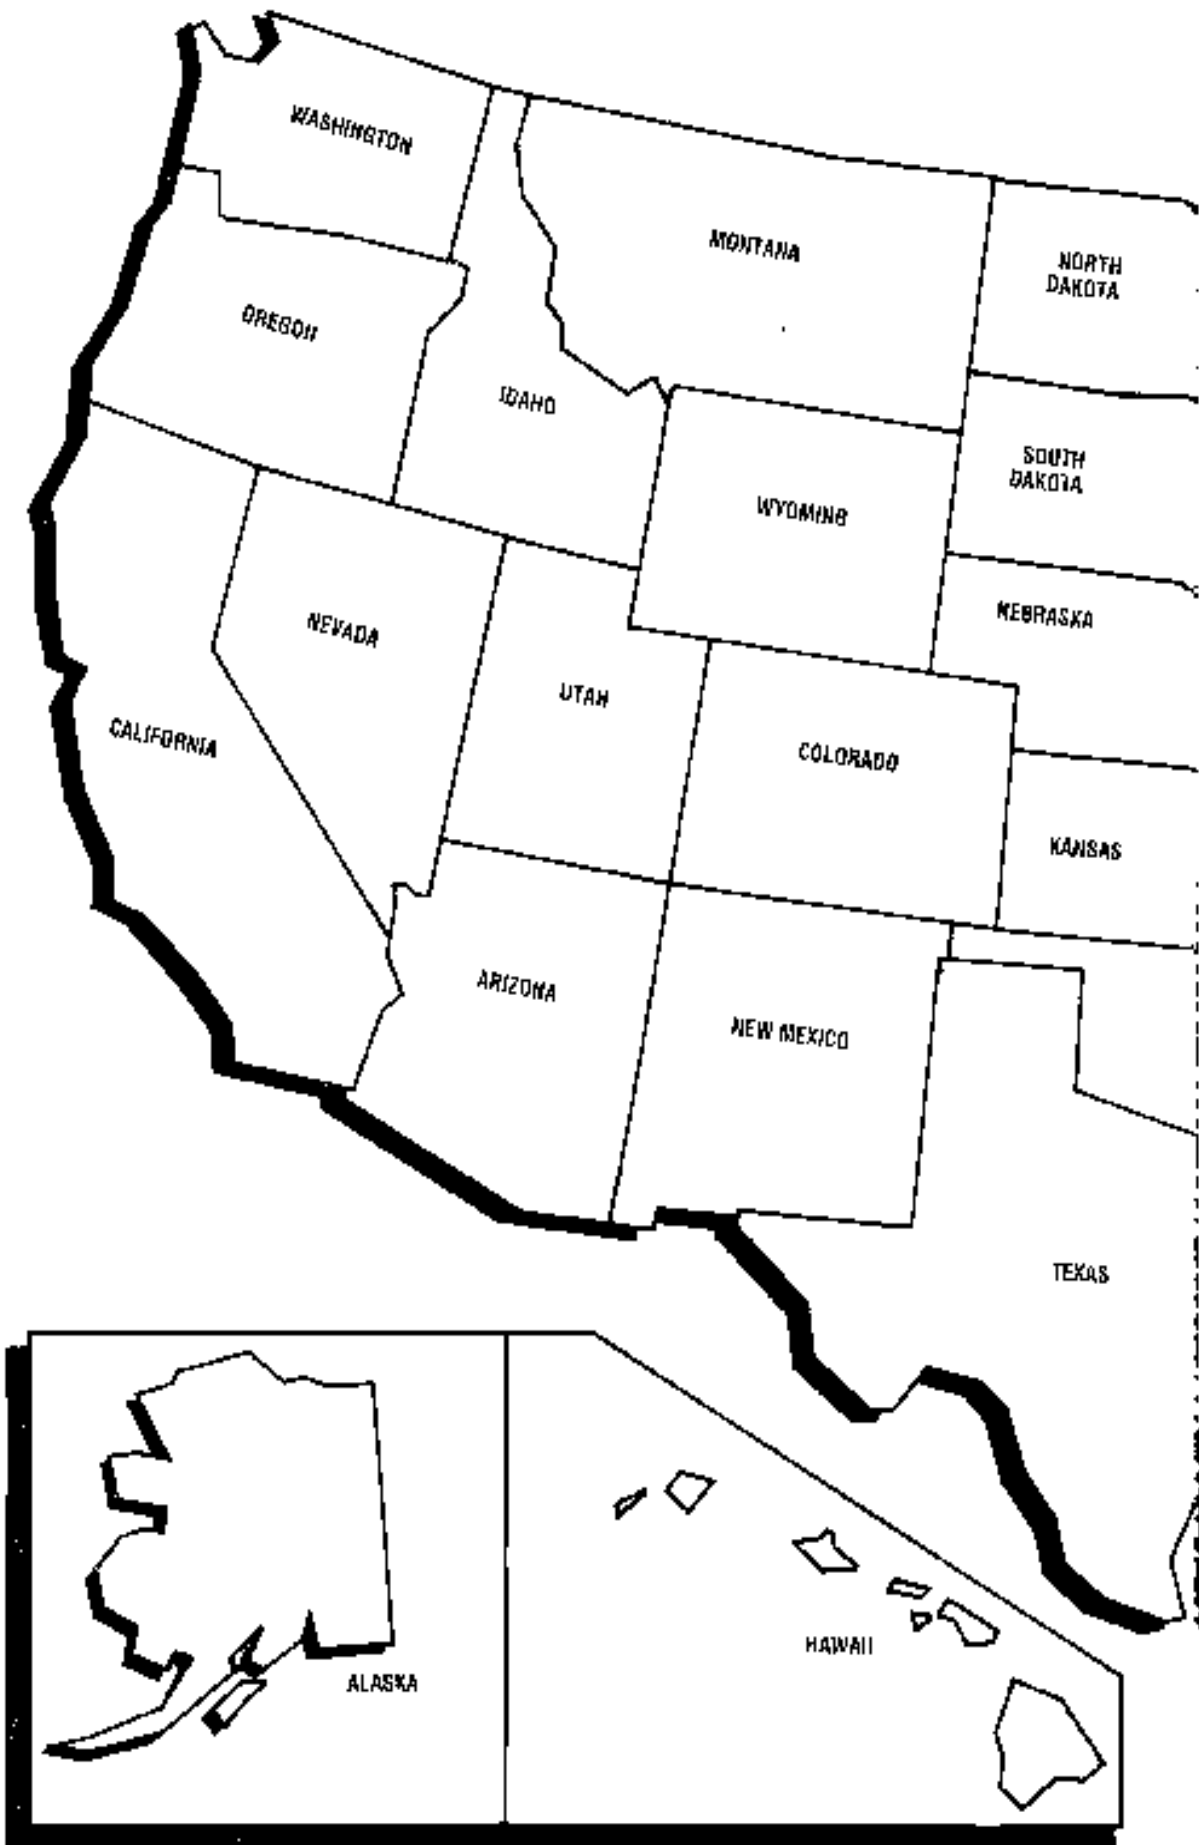 WASHINGTON
MONTANA
NORTH
DAKOTA
OREGON
IDAHO
SOUTH
DAKOTA
WYOMING
NEVADA
NEBRASKA
UTAH
CALIFORNIA
COLORADO
KANSAS
ARIZONA
NEW MEXICO
TEXAS
HAWAII
ALASKA